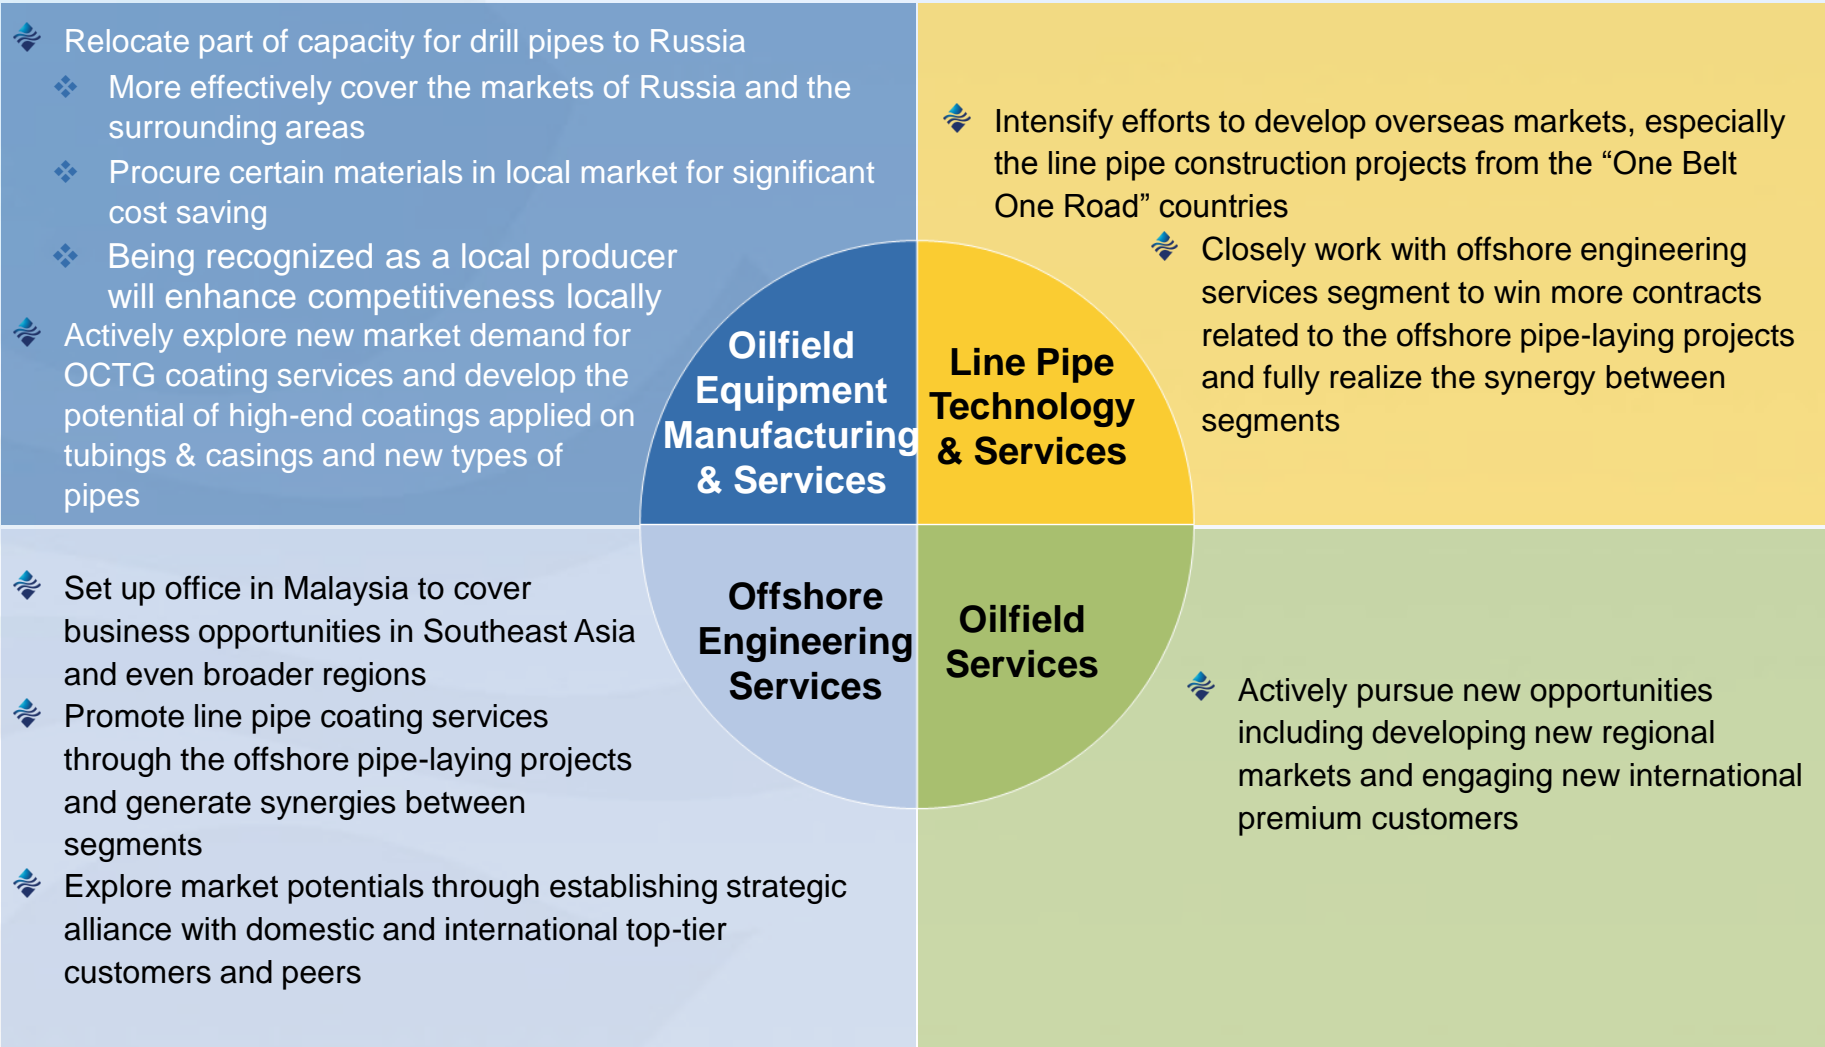 Relocate part of capacity for drill pipes to Russia
More effectively cover the markets of Russia and the
surrounding areas
Procure certain materials in local market for significant
cost saving
Being recognized as a local producer
will enhance competitiveness locally
Actively explore new market demand for
OCTG coating services and develop the
potential of high-end coatings applied on
tubings & casings and new types of
pipes
Oilfield
Equipment
Manufacturing
& Services
Intensify efforts to develop overseas markets, especially
the line pipe construction projects from the “One Belt
One Road” countries
Closely work with offshore engineering
services segment to win more contracts
related to the offshore pipe-laying projects
and fully realize the synergy between
segments
Line Pipe
Technology
& Services
Set up office in Malaysia to cover
business opportunities in Southeast Asia
and even broader regions
Promote line pipe coating services
through the offshore pipe-laying projects
and generate synergies between
segments
Explore market potentials through establishing strategic
alliance with domestic and international top-tier
customers and peers
Offshore
Engineering
Services
Oilfield
Services
Actively pursue new opportunities
including developing new regional
markets and engaging new international
premium customers